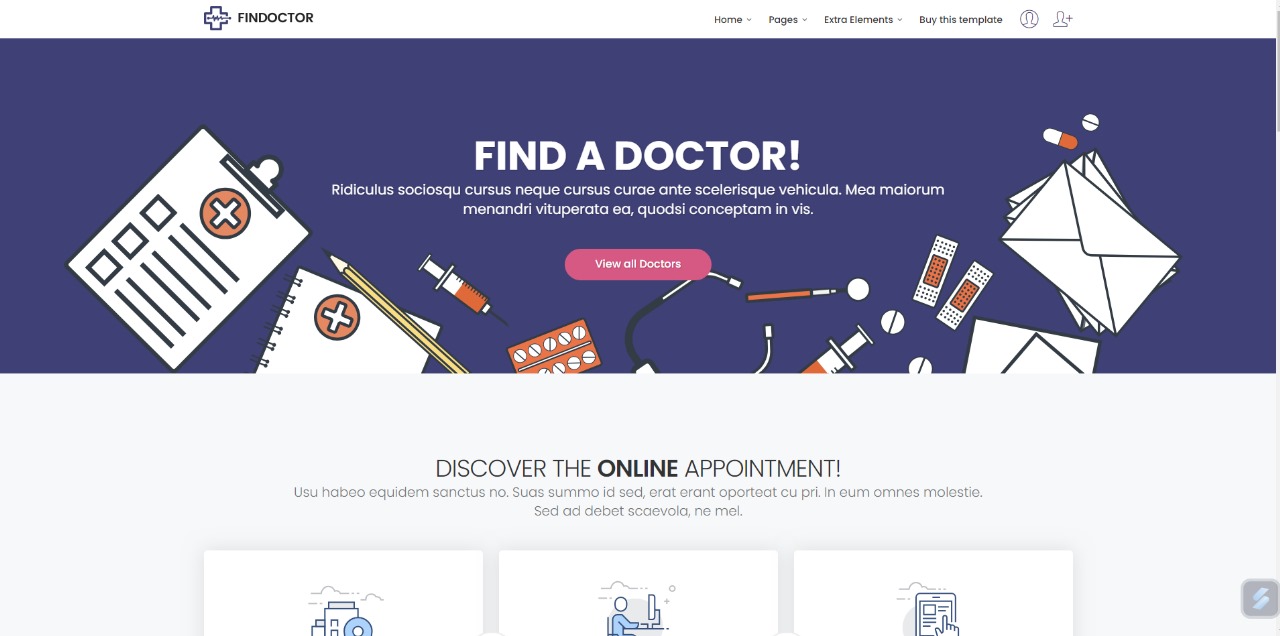 FINDOCTOR
Home Pages Extra Elements Buy this template
FIND A DOCTOR!
Ridiculus sociosqu cursus neque cursus curae ante scelerisque vehicula. Mea maiorum
menandri vituperata ea, quodsi conceptam in vis.
View all Doctors
DISCOVER THE ONLINE APPOINTMENT!
Usu habeo equidem sanctus no. Suas summo id sed, erat erant oporteat cu pri. In eum omnes molestie.
Sed ad debet scaevola, ne mel.